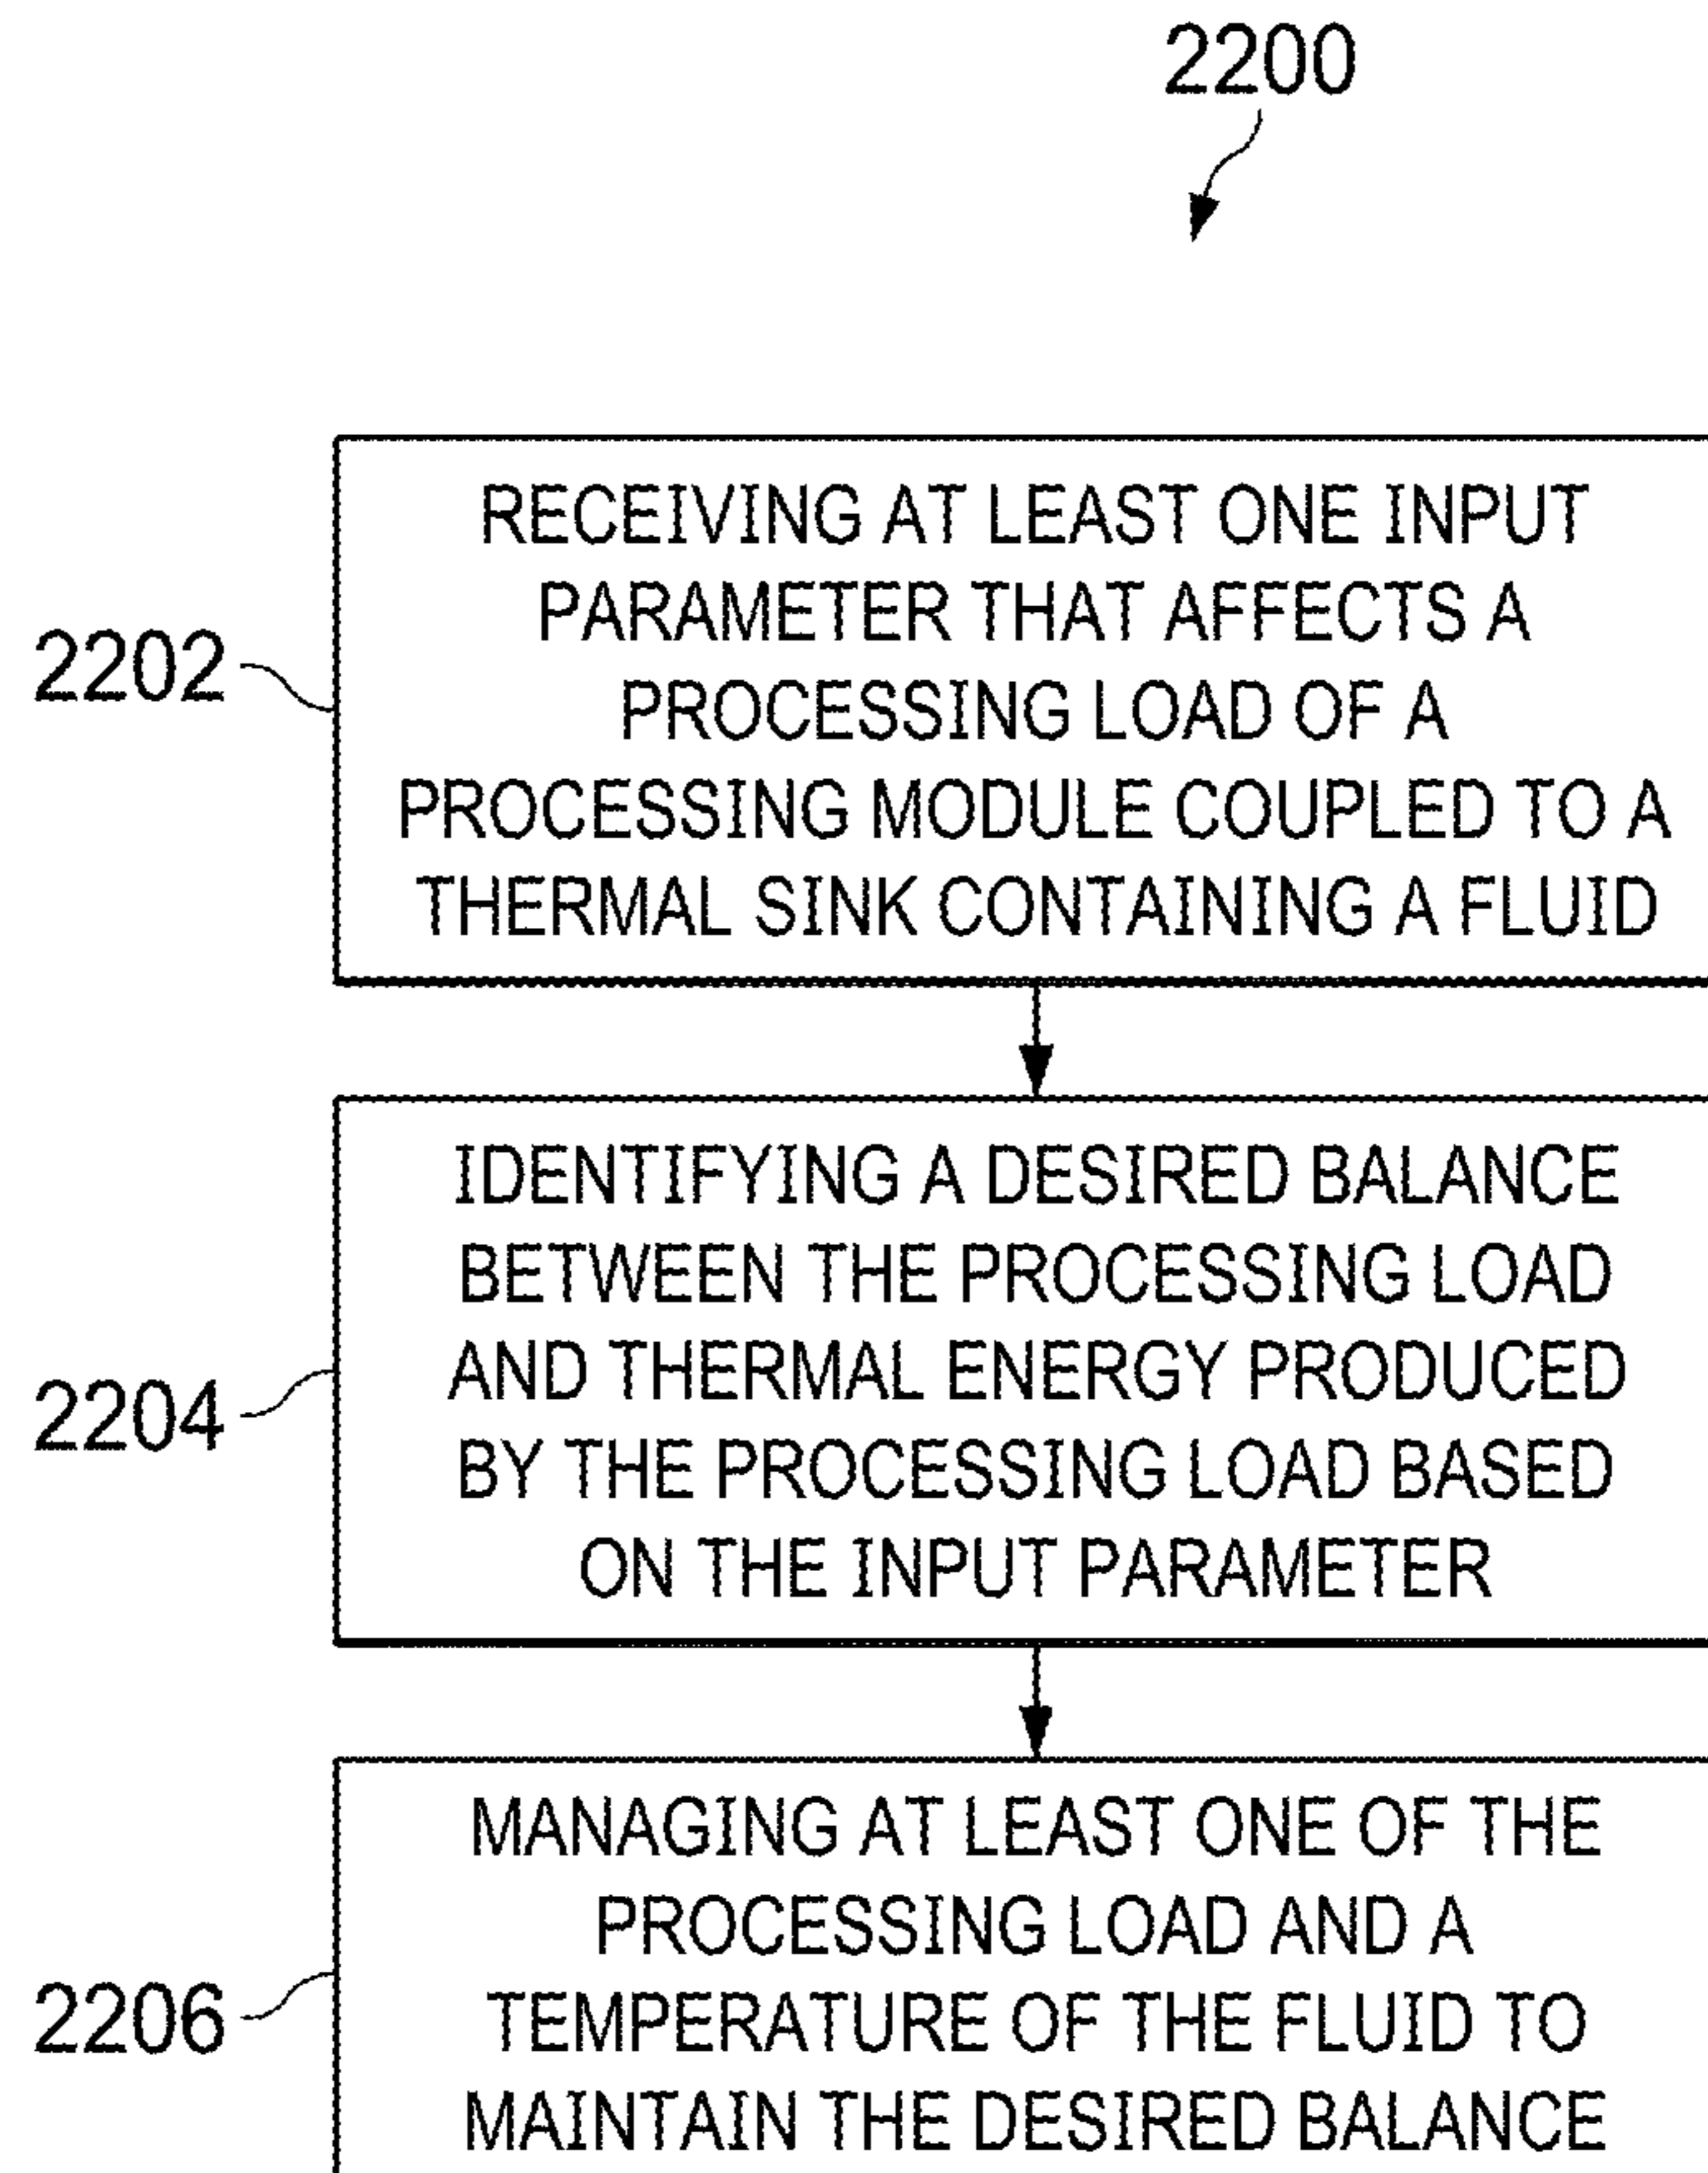 2200
RECEIVING AT LEAST ONE INPUT
PARAMETER THAT AFFECTS A
PROCESSING LOAD OF A
PROCESSING MODULE COUPLED TO A
THERMAL SINK CONTAINING A FLUID
2202
IDENTIFYING A DESIRED BALANCE
BETWEEN THE PROCESSING LOAD
AND THERMAL ENERGY PRODUCED
BY THE PROCESSING LOAD BASED
ON THE INPUT PARAMETER
2204
MANAGING AT LEAST ONE OF THE
PROCESSING LOAD AND A
TEMPERATURE OF THE FLUID TO
MAINTAIN THE DESIRED BALANCE
2206